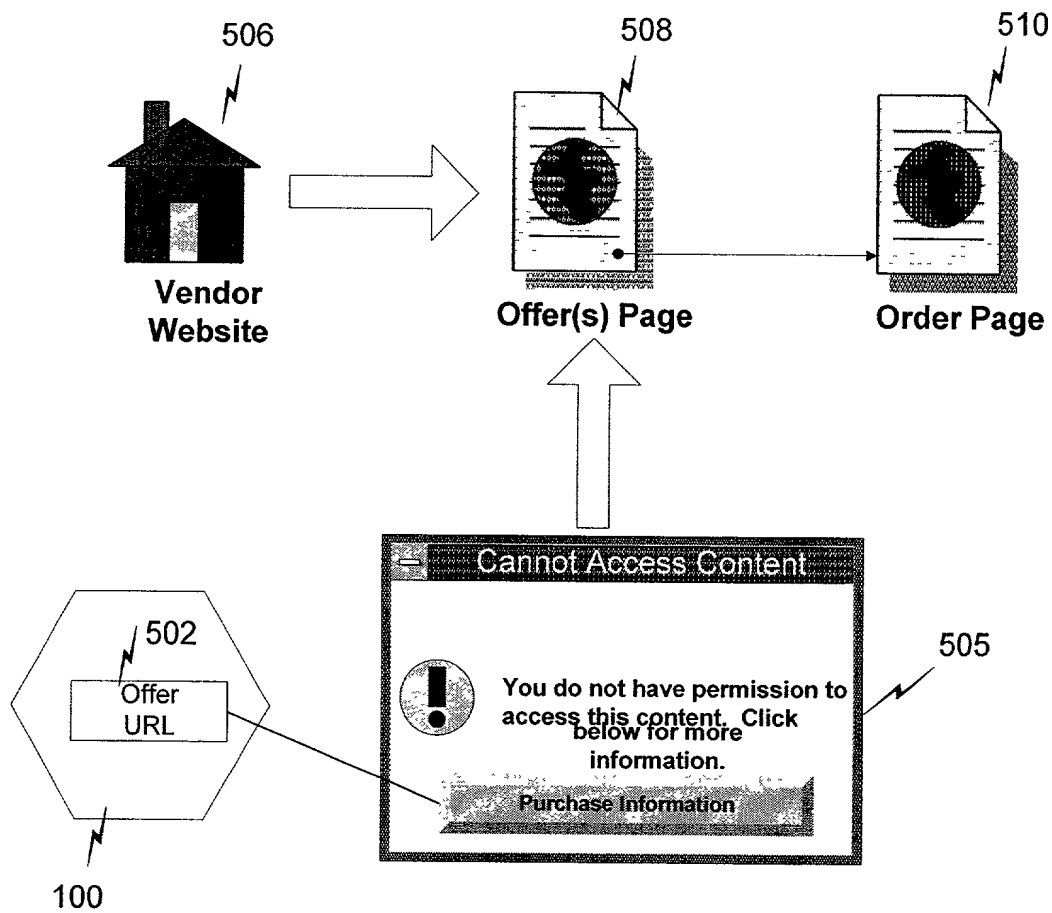 506
508
510
Vendor
Website
Offer(s) Page
Order Page
Cannot Access Content
502
Offer
URL
505
You do not have permission to
access this content. Click
below for more
information.
Purchase Information
100